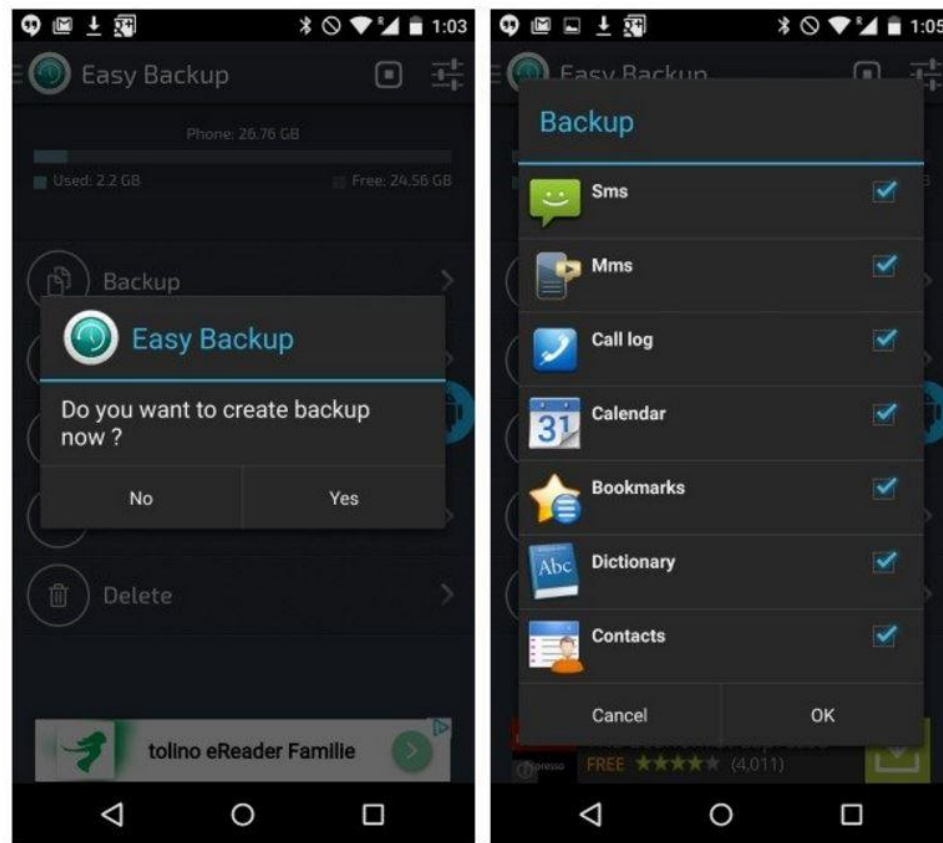 1:03
Easy Backup
Phone: 26.76 GB
Used: 2.2 GB
Free: 24.56 GB
Backup
Easy Backup
Do you want to create backup
now ?
No
Yes
Delete
tolino eReader Familie
1:05
Easy Backup
Backup
Sms
Mms
Call log
31
Calendar
Bookmarks
Abc
Dictionary
Contacts
Cancel
OK
FREE
(4,011)